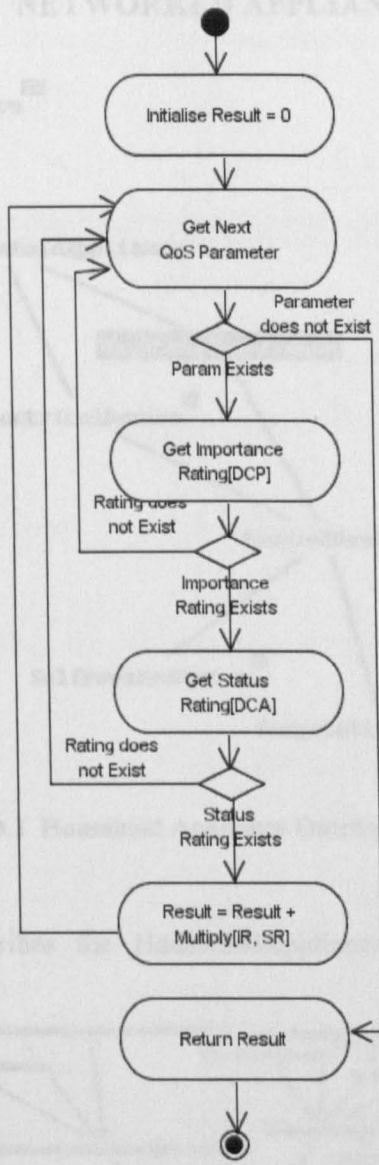 Initialise Result = 0
Get Next
QoS Parameter
Parameter
does not Exist
Param Exists
Get Importance
Rating[DCP]
Rating does
not Exist
Importance
Rating Exists
Get Status
Rating[DCA]
Rating does
not Exist
Status
Rating Exists
Result = Result +
Multiply[IR, SR]
Return Result